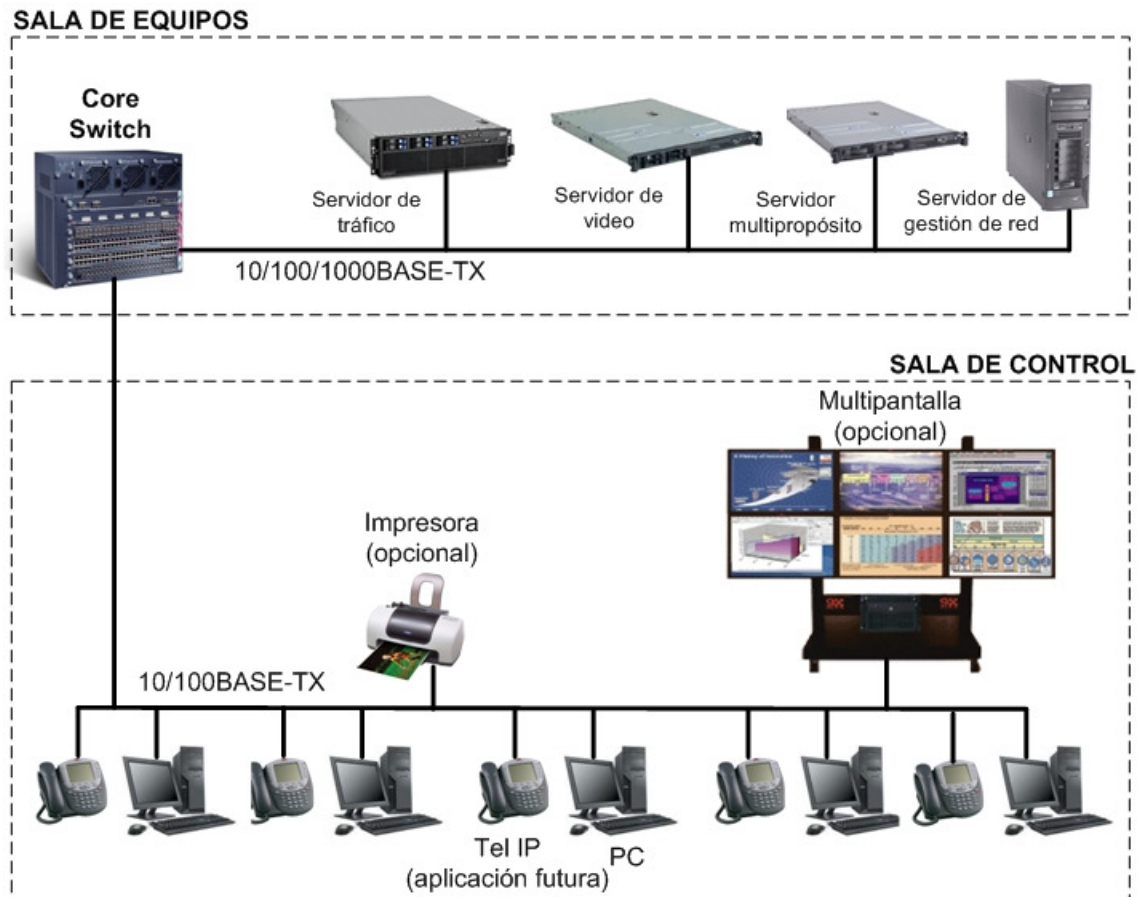 SALA DE EQUIPOS
Core
Switch
Servidor de
tráfico
Servidor de
video
Servidor
multipropósito
Servidor de
gestión de red
10/100/1000BASE-TX
SALA DE CONTROL
Multipantalla
(opcional)
Impresora
(opcional)
10/100BASE-TX
Tel IP
(aplicación futura)
PC